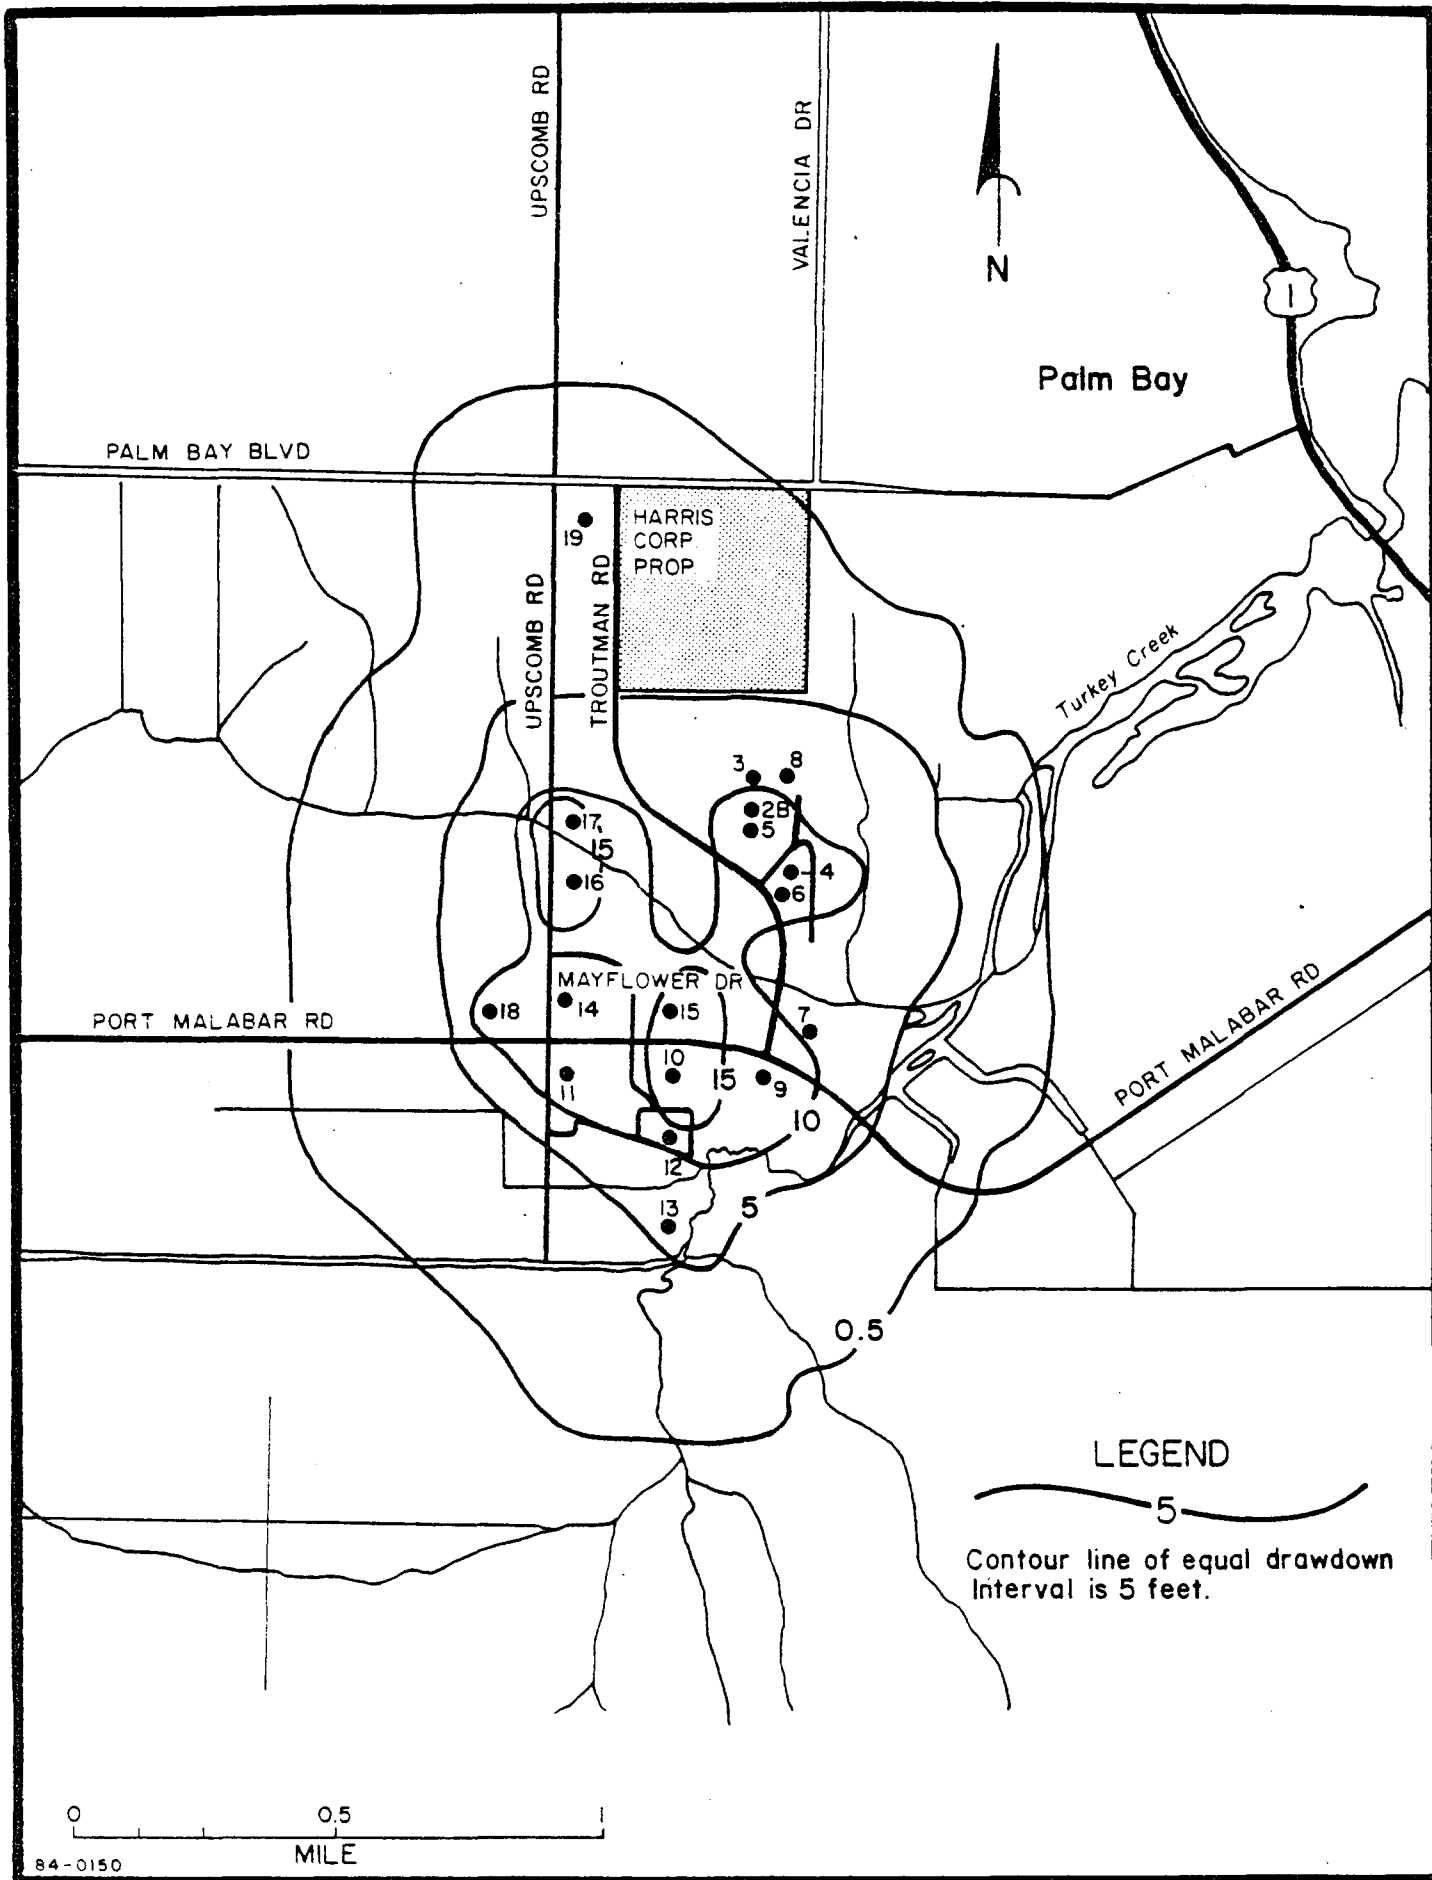 UPSCOMB RD
VALENCIA DR
N
1
Palm Bay
PALM BAY BLVD
19
HARRIS
CORP.
PROP
UPSCOMB RD
TROUTMAN RD
Turkey Creek
3
8
2B
5
17
15
16
4
6
MAYFLOWER DR
18
14
15
7
PORT MALABAR RD
11
10
15
9
10
PORT MALABAR RD
12
13
5
0.5
LEGEND
5
Contour line of equal drawdown
Interval is 5 feet.
0
0.5
1
MILE
84-0150